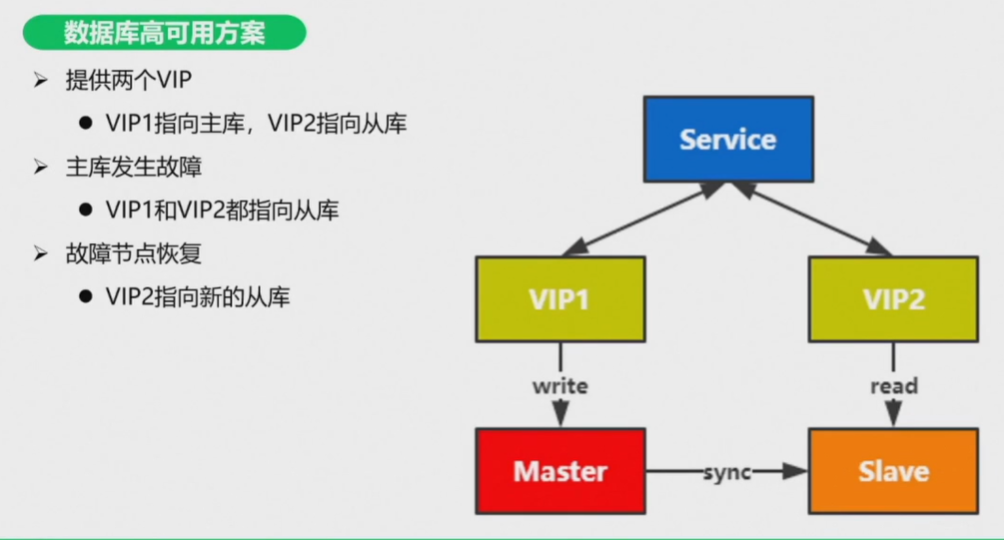 数据库高可用方案
提供两个VIP
VIP1指向主库，VIP2指向从库
主库发生故障
VIP1和VIP2都指向从库
故障节点恢复
VIP2指向新的从库
Service
VIP1
VIP2
write
read
Master
sync
Slave